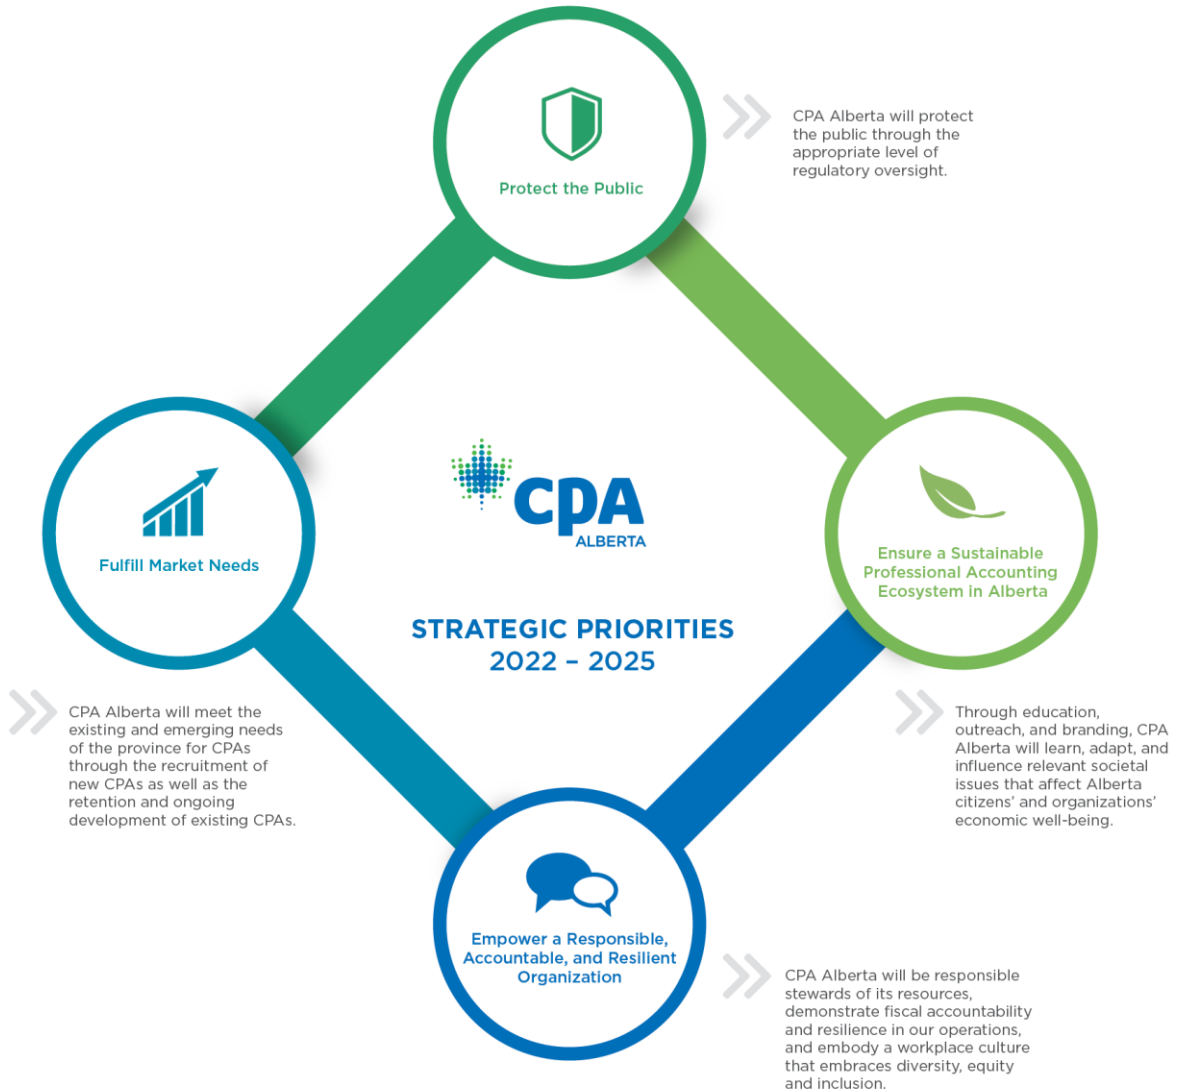 Protect the Public
CPA Alberta will protect
the public through the
appropriate level of
regulatory oversight.
Fulfill Market Needs
CPA Alberta will meet the
existing and emerging needs
of the province for CPAs
through the recruitment of
new CPAs as well as the
retention and ongoing
development of existing CPAs.
cpa
ALBERTA
STRATEGIC PRIORITIES
2022 – 2025
Ensure a Sustainable
Professional Accounting
Ecosystem in Alberta
Through education,
outreach, and branding, CPA
Alberta will learn, adapt, and
influence relevant societal
issues that affect Alberta
citizens’ and organizations’
economic well-being.
Empower a Responsible,
Accountable, and Resilient
Organization
CPA Alberta will be responsible
stewards of its resources,
demonstrate fiscal accountability
and resilience in our operations,
and embody a workplace culture
that embraces diversity, equity
and inclusion.